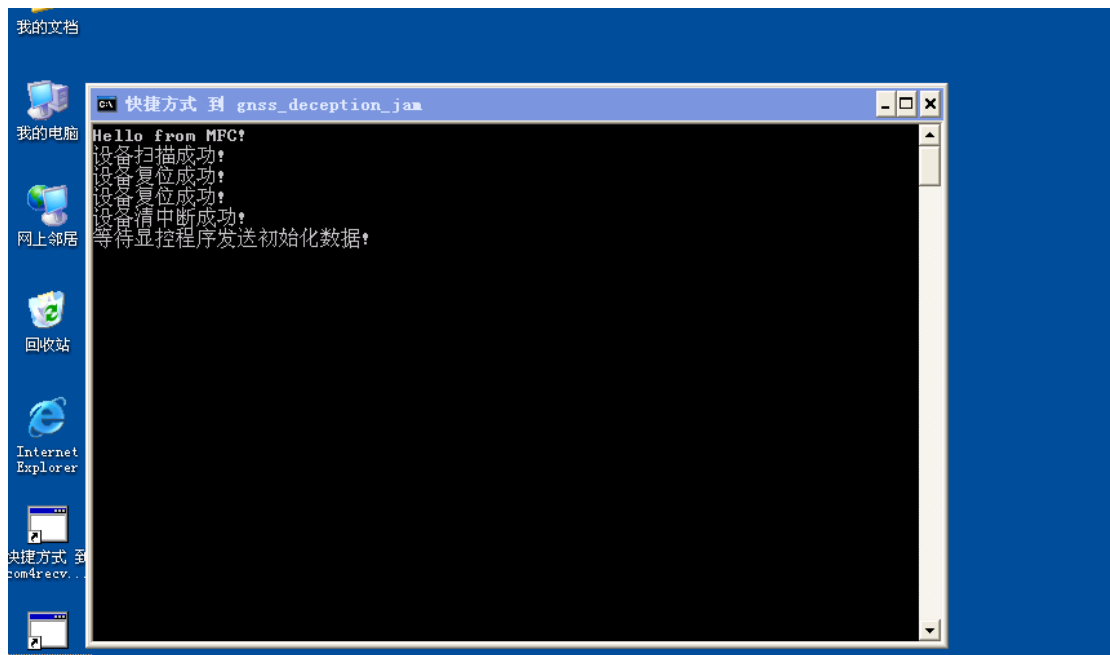 我的文档
我的电脑
网上邻居
回收站
Internet
Explorer
快捷方式 到
com4recv...
快捷方式 到 gnss_deception_jam
Hello from MFC!
设备扫描成功!
设备复位成功!
设备复位成功!
设备清中断成功!
等待显控程序发送初始化数据!